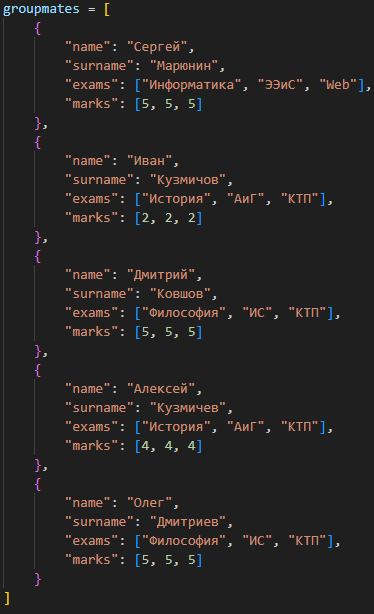 groupmates = [
    {
        "name": "Сергей",
        "surname": "Марюнин",
        "exams": ["Информатика", "ЭЭиС", "Web"],
        "marks": [5, 5, 5]
    },
    {
        "name": "Иван",
        "surname": "Кузмичов",
        "exams": ["История", "АиГ", "КТП"],
        "marks": [2, 2, 2]
    },
    {
        "name": "Дмитрий",
        "surname": "Ковшов",
        "exams": ["Философия", "ИС", "КТП"],
        "marks": [5, 5, 5]
    },
    {
        "name": "Алексей",
        "surname": "Кузмичев",
        "exams": ["История", "АиГ", "КТП"],
        "marks": [4, 4, 4]
    },
    {
        "name": "Олег",
        "surname": "Дмитриев",
        "exams": ["Философия", "ИС", "КТП"],
        "marks": [5, 5, 5]
    }
]